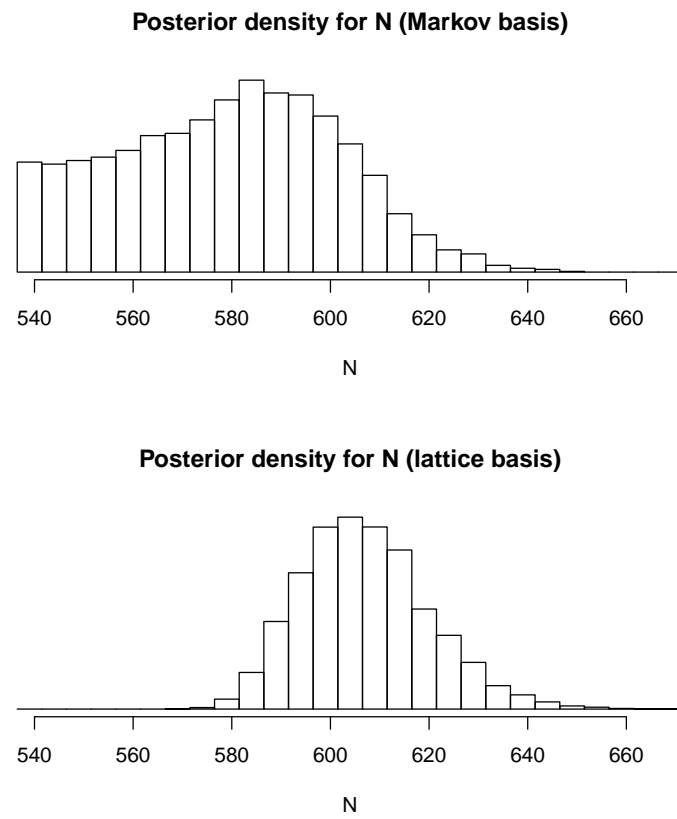 Posterior density for N (Markov basis)
540 560 580 600 620 640 660
N
Posterior density for N (lattice basis)
540 560 580 600 620 640 660
N